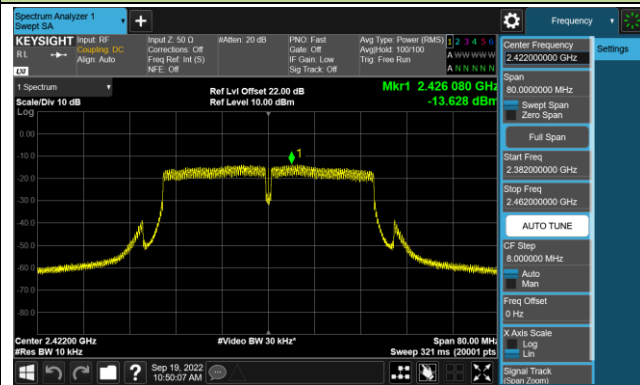 Spectrum Analyzer 1
Swept SA
Frequency
KEYSIGHT
Input: RF
Input Z: 50 Ω
#Atten: 20 dB
PNO: Fast
Avg Type: Power (RMS)
1 2 3 4 5 6
RL
Coupling: DC
Corrections: Off
Gate: Off
Avg|Hold: 100/100
A W W W W W
Align: Auto
Freq Ref: Int (S)
IF Gain: Low
Trig: Free Run
NFE: Off
Sig Track: Off
A N N N N N
LXI
1 Spectrum
Ref Lvl Offset 22.00 dB
Mkr1 2.426 080 GHz
Scale/Div 10 dB
Ref Level 10.00 dBm
-13.628 dBm
Log
1
0.00
-10.0
-20.0
-30.0
-40.0
-50.0
-60.0
-70.0
-80.0
Center 2.42200 GHz
#Video BW 30 kHz*
Span 80.00 MHz
#Res BW 10 kHz
Sweep 321 ms (20001 pts
Sep 19, 2022
10:50:07 AM
Center Frequency
2.422000000 GHz
Settings
Span
80.0000000 MHz
Swept Span
Zero Span
Full Span
Start Freq
2.382000000 GHz
Stop Freq
2.462000000 GHz
AUTO TUNE
CF Step
8.000000 MHz
Auto
Man
Freq Offset
0 Hz
X Axis Scale
Log
Lin
Signal Track
(Span Zoom)